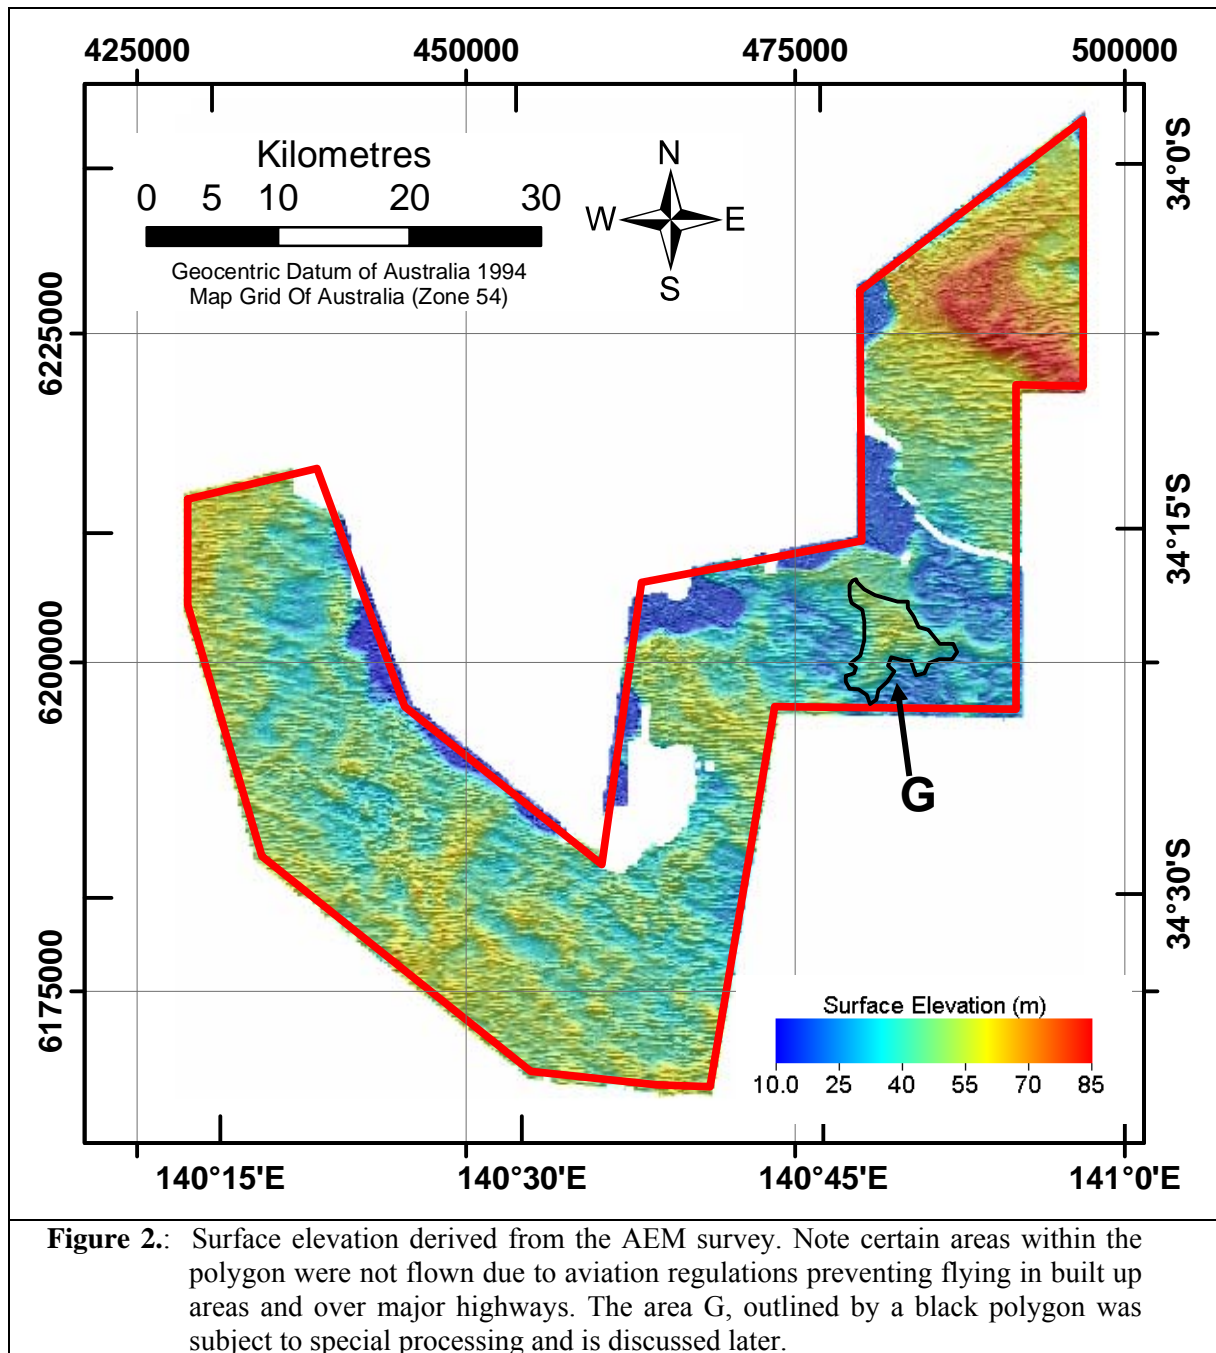 425000 450000 475000 500000
Kilometres
0 5 10 20 30
N
W E
S
Geocentric Datum of Australia 1994
Map Grid Of Australia (Zone 54)
34°0'S
6225000
34°15'S
6200000
G
34°30'S
6175000
Surface Elevation (m)
10.0 25 40 55 70 85
140°15'E 140°30'E 140°45'E 141°0'E
Figure 2.: Surface elevation derived from the AEM survey. Note certain areas within the
polygon were not flown due to aviation regulations preventing flying in built up
areas and over major highways. The area G, outlined by a black polygon was
subject to special processing and is discussed later.